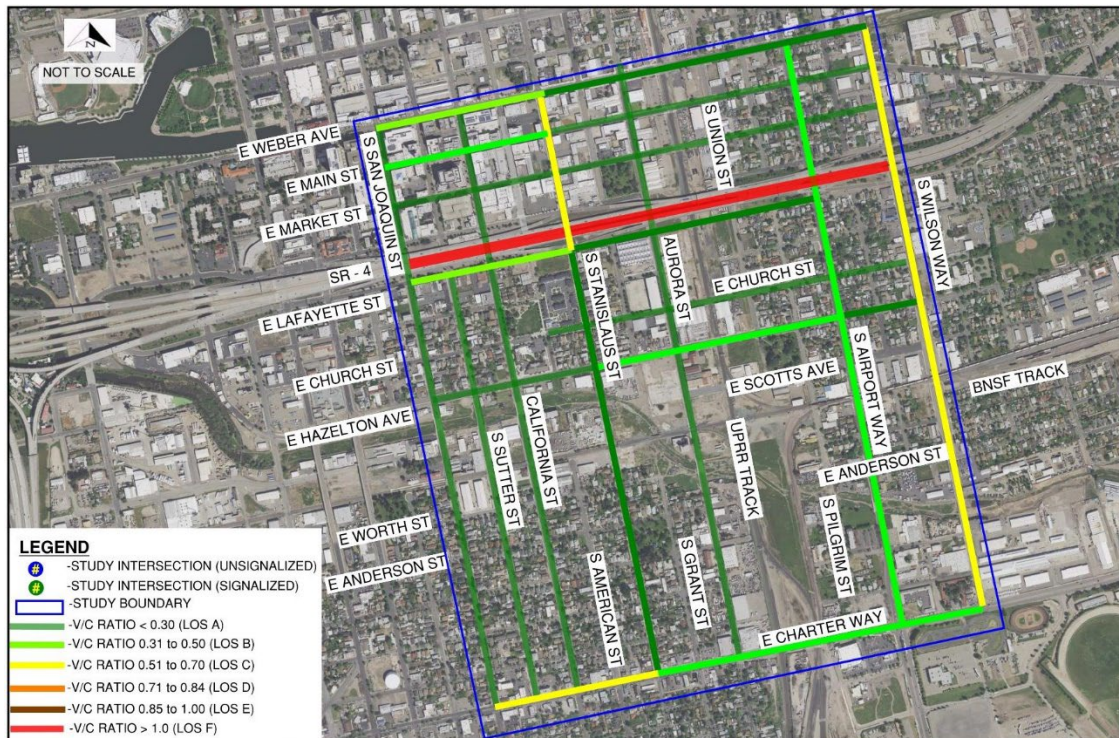 N
NOT TO SCALE
E WEBER AVE
E MAIN ST
E MARKET ST
S SAN JOAQUIN ST
SR - 4
E LAFAYETTE ST
E CHURCH ST
E HAZELTON AVE
E WORTH ST
E ANDERSON ST
S SUTTER ST
CALIFORNIA ST
S AMERICAN ST
S STANISLAUS ST
S GRANT ST
AURORA ST
UPRR TRACK
S UNION ST
E CHURCH ST
E SCOTTS AVE
S PILGRIM ST
S AIRPORT WAY
S WILSON WAY
BNSF TRACK
E ANDERSON ST
E CHARTER WAY
LEGEND
# -STUDY INTERSECTION (UNSIGNALIZED)
# -STUDY INTERSECTION (SIGNALIZED)
-STUDY BOUNDARY
-V/C RATIO < 0.30 (LOS A)
-V/C RATIO 0.31 to 0.50 (LOS B)
-V/C RATIO 0.51 to 0.70 (LOS C)
-V/C RATIO 0.71 to 0.84 (LOS D)
-V/C RATIO 0.85 to 1.00 (LOS E)
-V/C RATIO > 1.0 (LOS F)